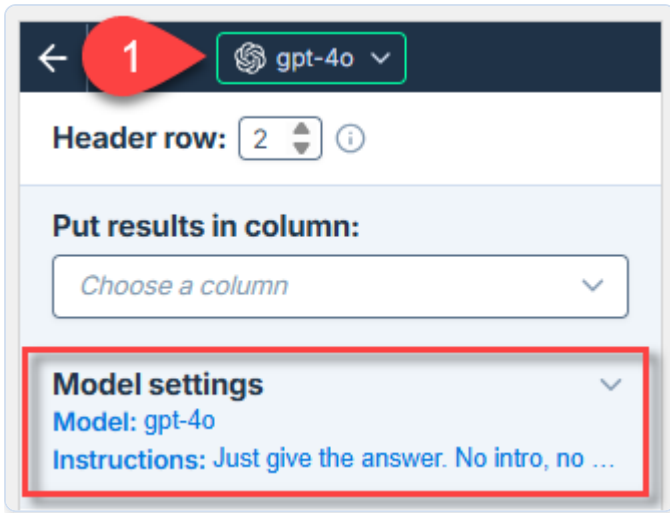 1
gpt-4o
Header row: 2
Put results in column:
Choose a column
Model settings
Model: gpt-4o
Instructions: Just give the answer. No intro, no ...